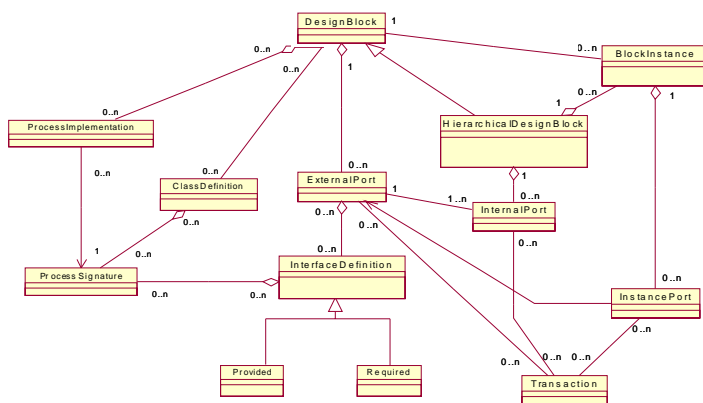 DesignBlock
1
0..n
0..n
1
0..n
BlockInstance
0..n
1
0..n
1
ProcessImplementation
HierarchicalDesignBlock
0..n
0..n
0..n
1
ClassDefinition
ExternalPort
1
1..n
0..n
InternalPort
0..n
0..n
0..n
0..n
1
0..n
0..n
InterfaceDefinition
ProcessSignature
0..n
0..n
0..n
InstancePort
0..n
0..n
0..n
0..n
0..n
Provided
Required
Transaction